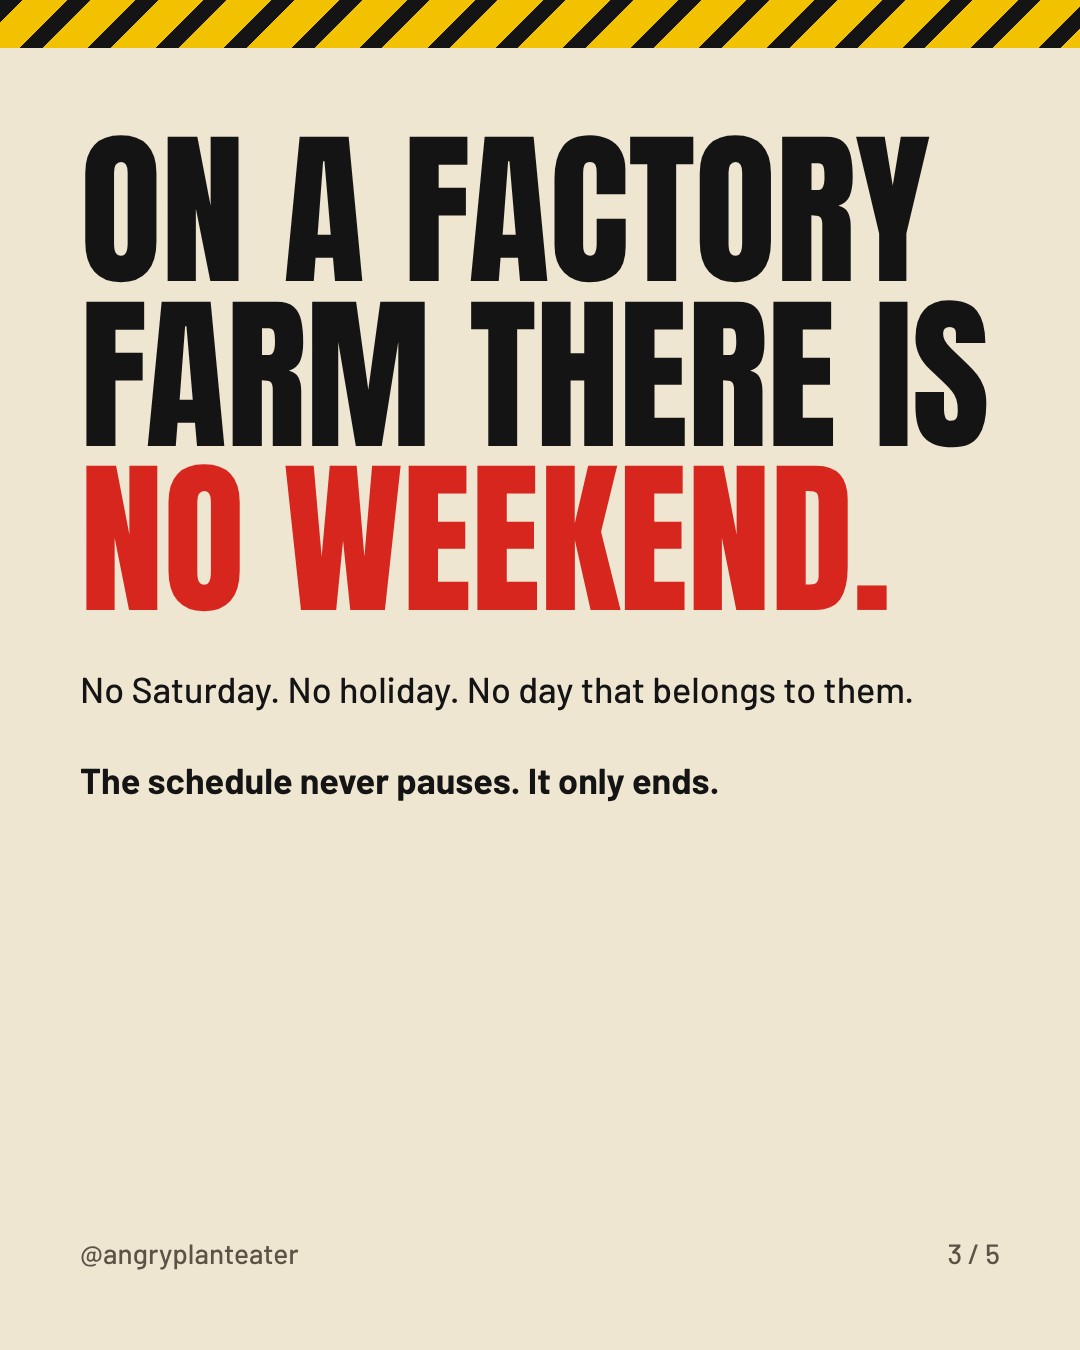 ON A FACTORY
FARM THERE IS
NO WEEKEND.
No Saturday. No holiday. No day that belongs to them.
The schedule never pauses. It only ends.
@angryplanteater
3 / 5